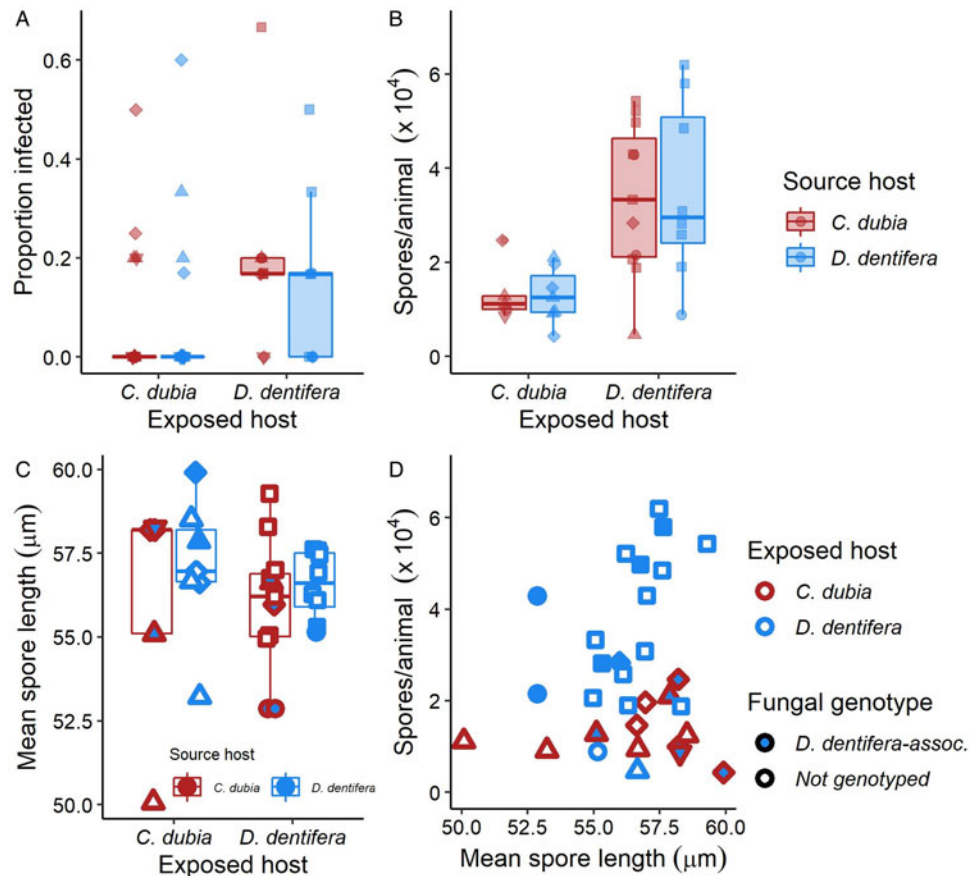 A
Proportion infected
0.6
0.4
0.2
0.0
C. dubia
D. dentifera
Exposed host
B
Spores/animal (x 10⁴)
6
4
2
0
C. dubia
D. dentifera
Exposed host
Source host
C. dubia
D. dentifera
C
Mean spore length (μm)
60.0
57.5
55.0
52.5
50.0
Source host
C. dubia
D. dentifera
C. dubia
D. dentifera
Exposed host
D
Spores/animal (x 10⁴)
6
4
2
0
50.0 52.5 55.0 57.5 60.0
Mean spore length (μm)
Exposed host
C. dubia
D. dentifera
Fungal genotype
D. dentifera-assoc.
Not genotyped